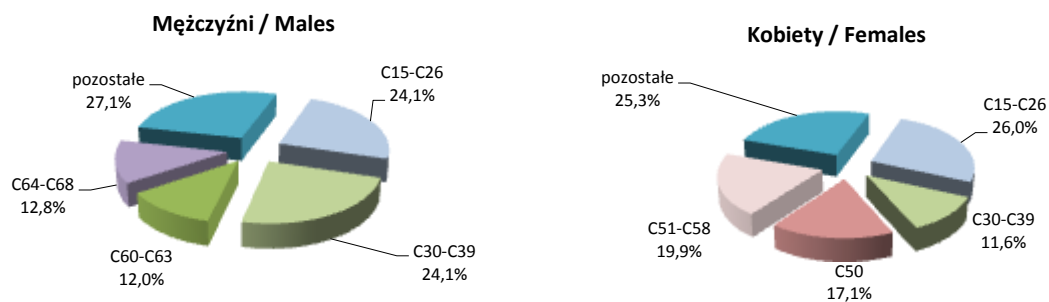 Mężczyźni / Males
pozostałe
27,1%
C15-C26
24,1%
C64-C68
12,8%
C60-C63
12,0%
C30-C39
24,1%
Kobiety / Females
pozostałe
25,3%
C15-C26
26,0%
C51-C58
19,9%
C30-C39
11,6%
C50
17,1%